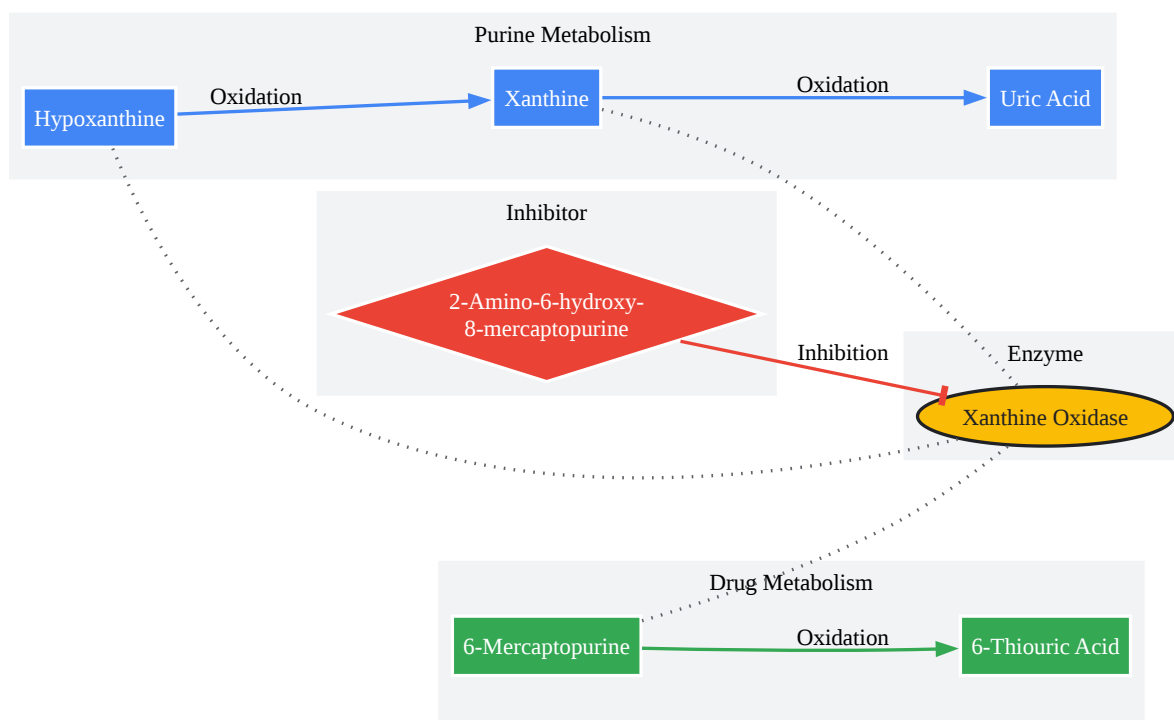 Purine Metabolism
Hypoxanthine
Oxidation
Xanthine
Oxidation
Uric Acid
Inhibitor
2-Amino-6-hydroxy-
8-mercaptopurine
Inhibition
Enzyme
Xanthine Oxidase
Drug Metabolism
6-Mercaptopurine
Oxidation
6-Thiouric Acid